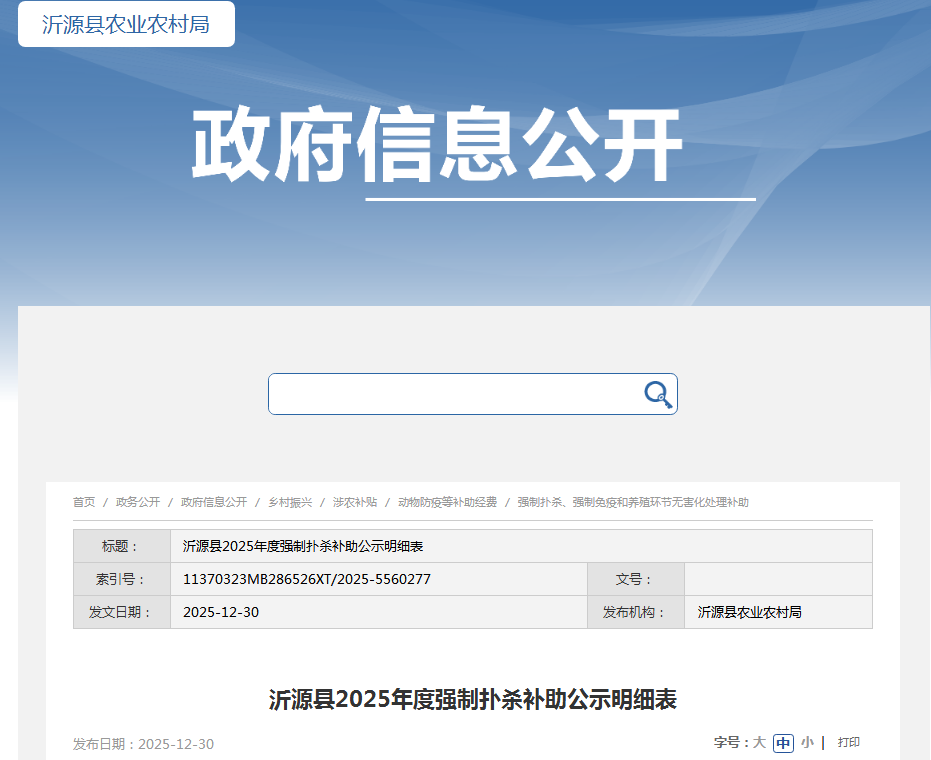 沂源县农业农村局
政府信息公开
首页 / 政务公开 / 政府信息公开 / 乡村振兴 / 涉农补贴 / 动物防疫等补助经费 / 强制扑杀、强制免疫和养殖环节无害化处理补助
标题： 沂源县2025年度强制扑杀补助公示明细表
索引号： 11370323MB286526XT/2025-5560277 文号：
发文日期： 2025-12-30 发布机构： 沂源县农业农村局
沂源县2025年度强制扑杀补助公示明细表
发布日期：2025-12-30 字号：大 中 小 | 打印